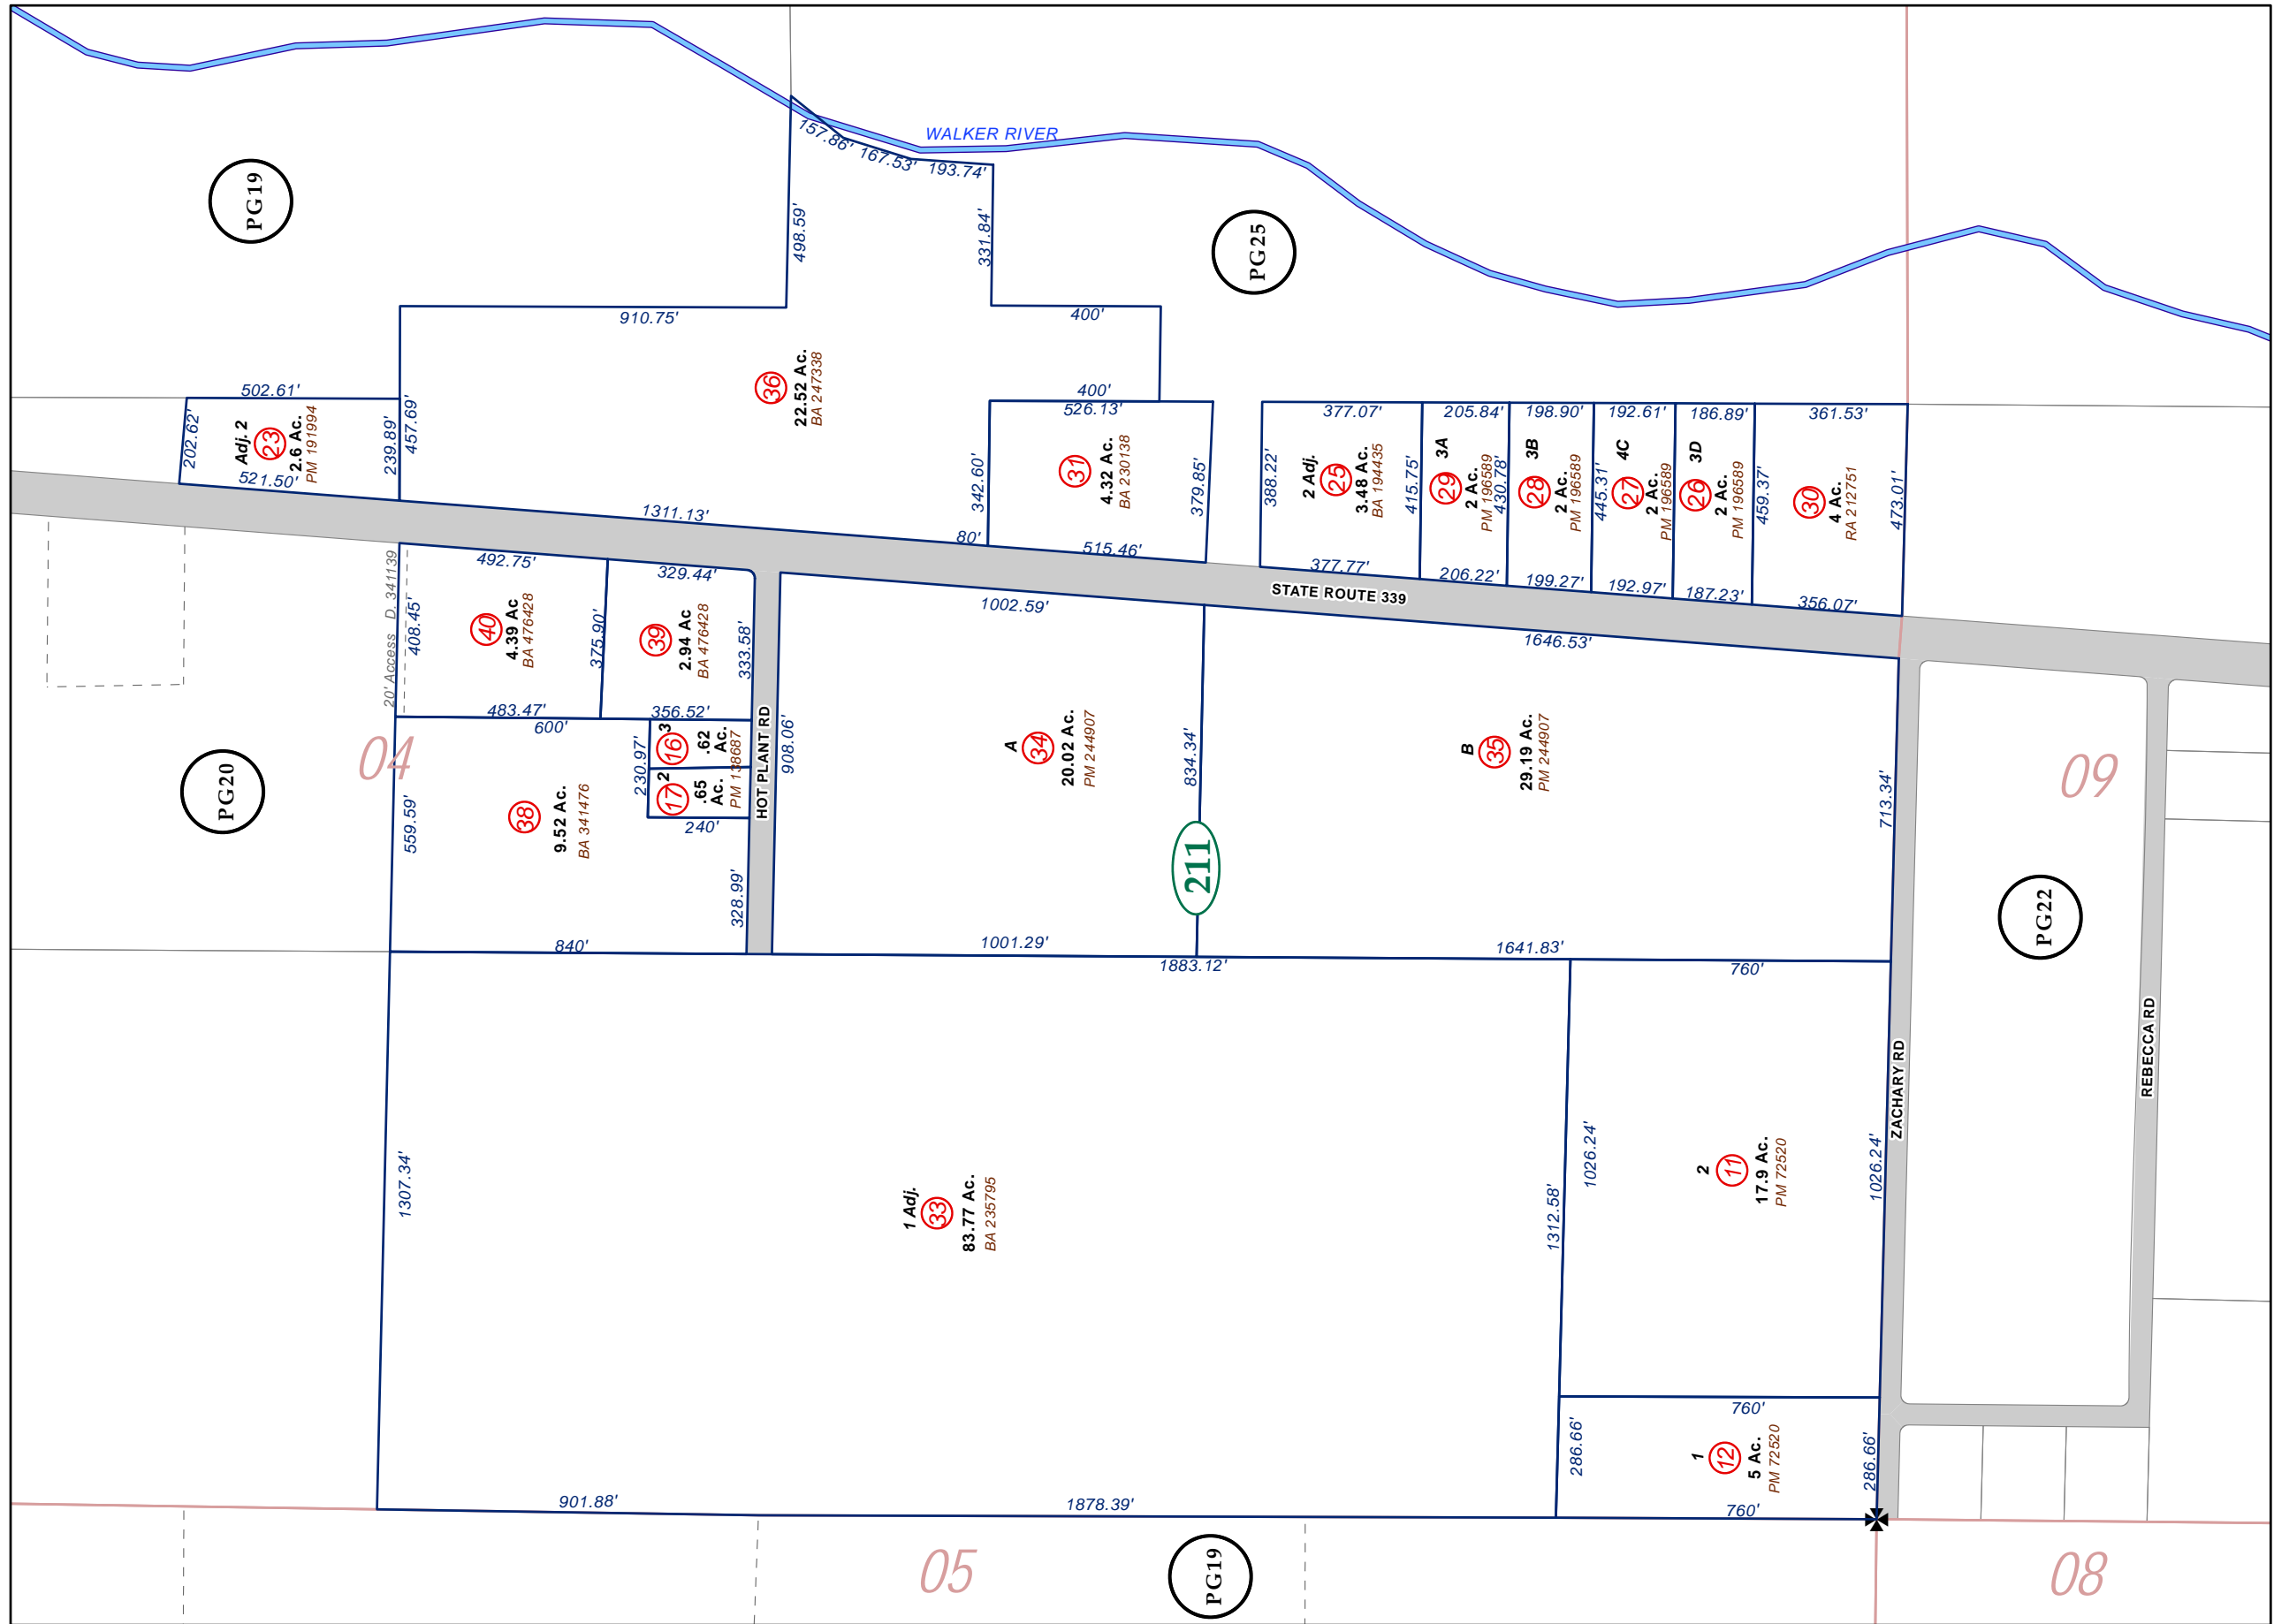 WALKER RIVER
157.86'
167.53'
193.74'
PG19
498.59'
331.84'
PG25
910.75'
400'
36
22.52 Ac.
BA 247338
502.61'
202.62'
Adj. 2
23
2.6 Ac.
PM 191994
239.89'
457.69'
521.50'
400'
526.13'
342.60'
31
4.32 Ac.
BA 230138
379.85'
80'
515.46'
1311.13'
377.07'
388.22'
2 Adj.
25
3.48 Ac.
BA 194435
415.75'
377.77'
205.84'
3A
29
2 Ac.
PM 196589
430.78'
206.22'
198.90'
3B
28
2 Ac.
PM 196589
445.31'
199.27'
192.61'
4C
27
2 Ac.
PM 196589
192.97'
186.89'
3D
26
2 Ac.
PM 196589
459.37'
187.23'
361.53'
30
4 Ac.
RA 212751
473.01'
356.07'
STATE ROUTE 339
20' Access D. 341139
492.75'
408.45'
40
4.39 Ac
BA 476428
375.90'
483.47'
329.44'
39
2.94 Ac
BA 476428
333.58'
356.52'
600'
04
PG20
559.59'
38
9.52 Ac.
BA 341476
230.97'
3
16
.62
Ac.
2
17
.65
Ac.
PM 138687
240'
328.99'
840'
HOT PLANT RD
908.06'
1002.59'
A
34
20.02 Ac.
PM 244907
834.34'
1001.29'
211
1646.53'
B
35
29.19 Ac.
PM 244907
713.34'
1641.83'
09
PG22
1883.12'
760'
1307.34'
1 Adj.
33
83.77 Ac.
BA 235795
1312.58'
1026.24'
2
11
17.9 Ac.
PM 72520
1026.24'
ZACHARY RD
REBECCA RD
760'
286.66'
1
12
5 Ac.
PM 72520
286.66'
901.88'
1878.39'
760'
05
PG19
08